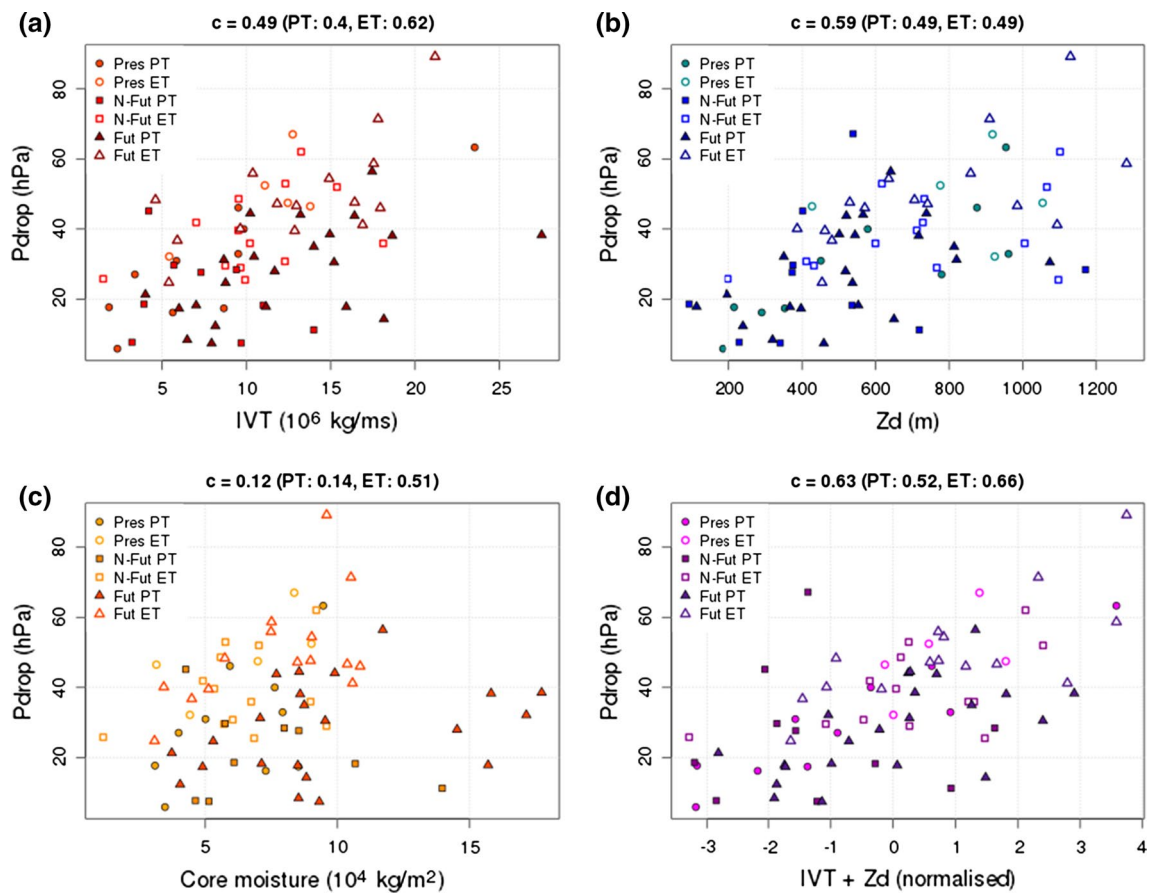 (a)
c = 0.49 (PT: 0.4, ET: 0.62)
Pdrop (hPa)
80
60
40
20
Pres PT
Pres ET
N-Fut PT
N-Fut ET
Fut PT
Fut ET
5 10 15 20 25
IVT (10⁶ kg/ms)
(b)
c = 0.59 (PT: 0.49, ET: 0.49)
Pdrop (hPa)
80
60
40
20
Pres PT
Pres ET
N-Fut PT
N-Fut ET
Fut PT
Fut ET
200 400 600 800 1000 1200
Zd (m)
(c)
c = 0.12 (PT: 0.14, ET: 0.51)
Pdrop (hPa)
80
60
40
20
Pres PT
Pres ET
N-Fut PT
N-Fut ET
Fut PT
Fut ET
5 10 15
Core moisture (10⁴ kg/m²)
(d)
c = 0.63 (PT: 0.52, ET: 0.66)
Pdrop (hPa)
80
60
40
20
Pres PT
Pres ET
N-Fut PT
N-Fut ET
Fut PT
Fut ET
-3 -2 -1 0 1 2 3 4
IVT + Zd (normalised)